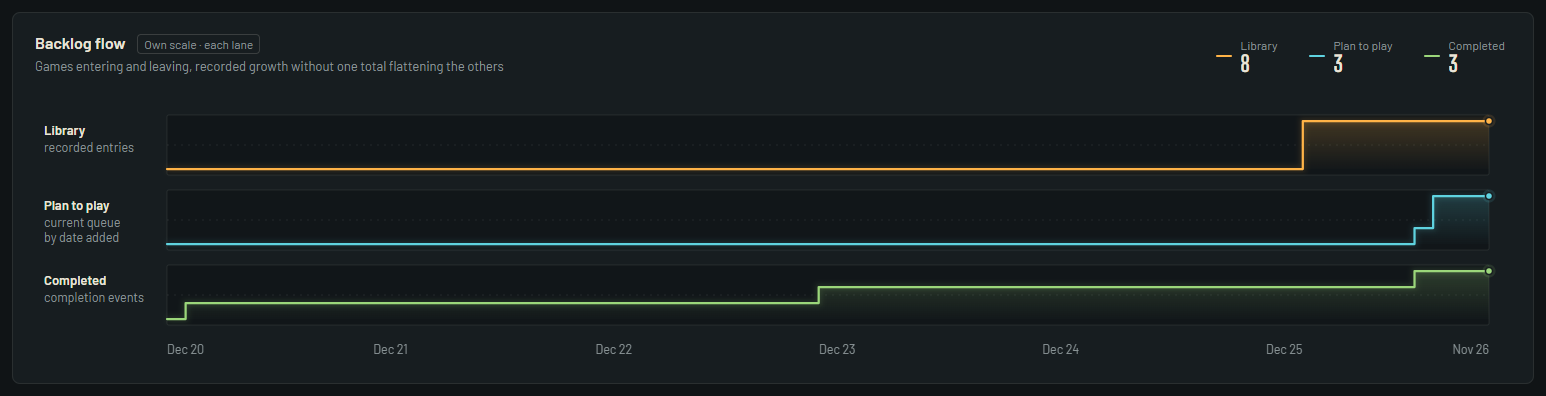 Backlog flow
Own scale · each lane
Games entering and leaving, recorded growth without one total flattening the others
Library
8
Plan to play
3
Completed
3
Library
recorded entries
Plan to play
current queue
by date added
Completed
completion events
Dec 20
Dec 21
Dec 22
Dec 23
Dec 24
Dec 25
Nov 26